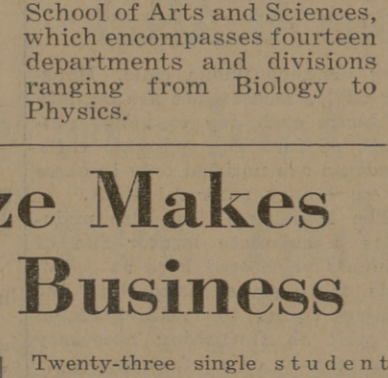 School of Arts and Sciences,
which encompasses fourteen
departments and divisions
ranging from Biology to
Physics.
ze Makes
Business
Twenty-three single student